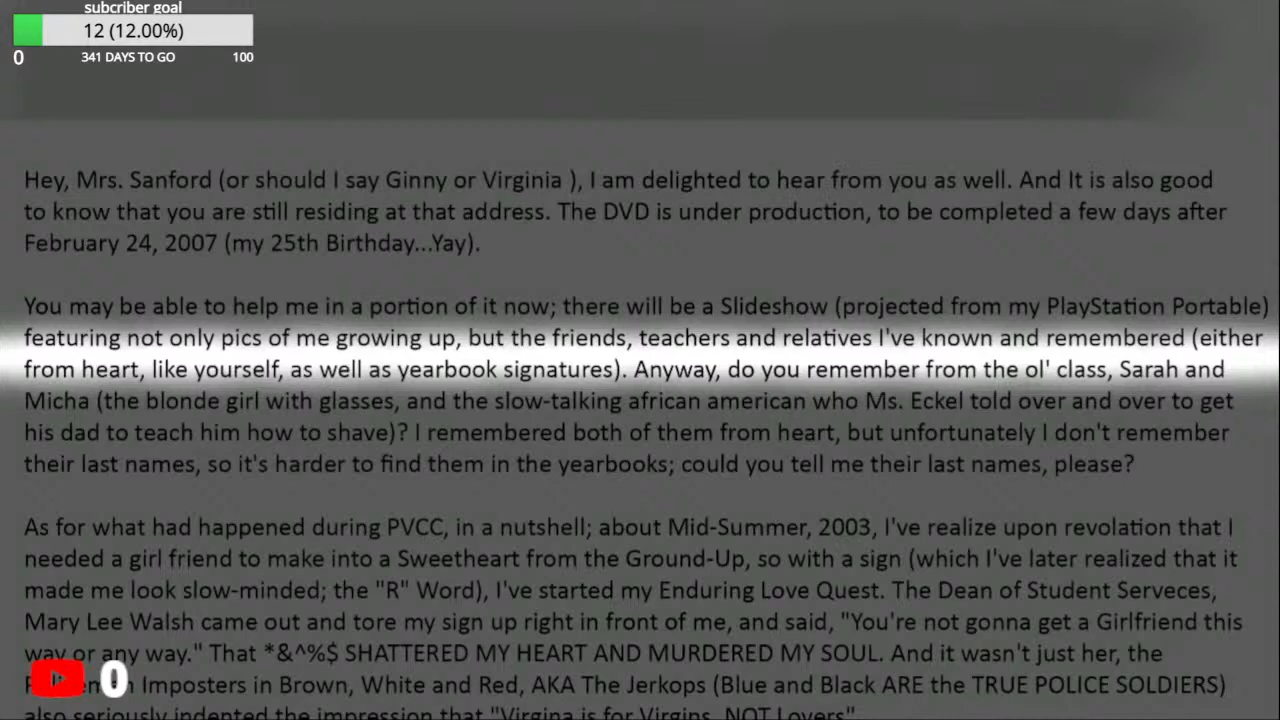 subcriber goal
12 (12.00%)
0 341 DAYS TO GO 100
Hey, Mrs. Sanford (or should I say Ginny or Virginia ), I am delighted to hear from you as well. And It is also good
to know that you are still residing at that address. The DVD is under production, to be completed a few days after
February 24, 2007 (my 25th Birthday...Yay).
You may be able to help me in a portion of it now; there will be a Slideshow (projected from my PlayStation Portable)
featuring not only pics of me growing up, but the friends, teachers and relatives I've known and remembered (either
from heart, like yourself, as well as yearbook signatures). Anyway, do you remember from the ol' class, Sarah and
Micha (the blonde girl with glasses, and the slow-talking african american who Ms. Eckel told over and over to get
his dad to teach him how to shave)? I remembered both of them from heart, but unfortunately I don't remember
their last names, so it's harder to find them in the yearbooks; could you tell me their last names, please?
As for what had happened during PVCC, in a nutshell; about Mid-Summer, 2003, I've realize upon revolation that I
needed a girl friend to make into a Sweetheart from the Ground-Up, so with a sign (which I've later realized that it
made me look slow-minded; the "R" Word), I've started my Enduring Love Quest. The Dean of Student Serveces,
Mary Lee Walsh came out and tore my sign up right in front of me, and said, "You're not gonna get a Girlfriend this
way or any way." That *&^%$ SHATTERED MY HEART AND MURDERED MY SOUL. And it wasn't just her, the
Imposters in Brown, White and Red, AKA The Jerkops (Blue and Black ARE the TRUE POLICE SOLDIERS)
also seriously indented the impression that "Virgina is for Virgins, NOT Lovers"
0